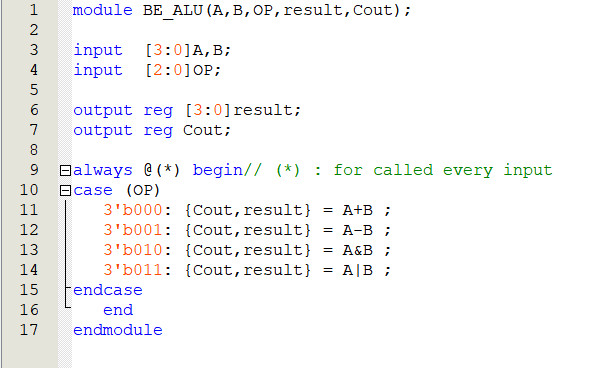 1 module BE_ALU(A,B,OP,result,Cout);
2
3 input  [3:0]A,B;
4 input  [2:0]OP;
5
6 output reg [3:0]result;
7 output reg Cout;
8
9 always @(*) begin// (*) : for called every input
10 case (OP)
11    3'b000: {Cout,result} = A+B ;
12    3'b001: {Cout,result} = A-B ;
13    3'b010: {Cout,result} = A&B ;
14    3'b011: {Cout,result} = A|B ;
15 endcase
16    end
17 endmodule